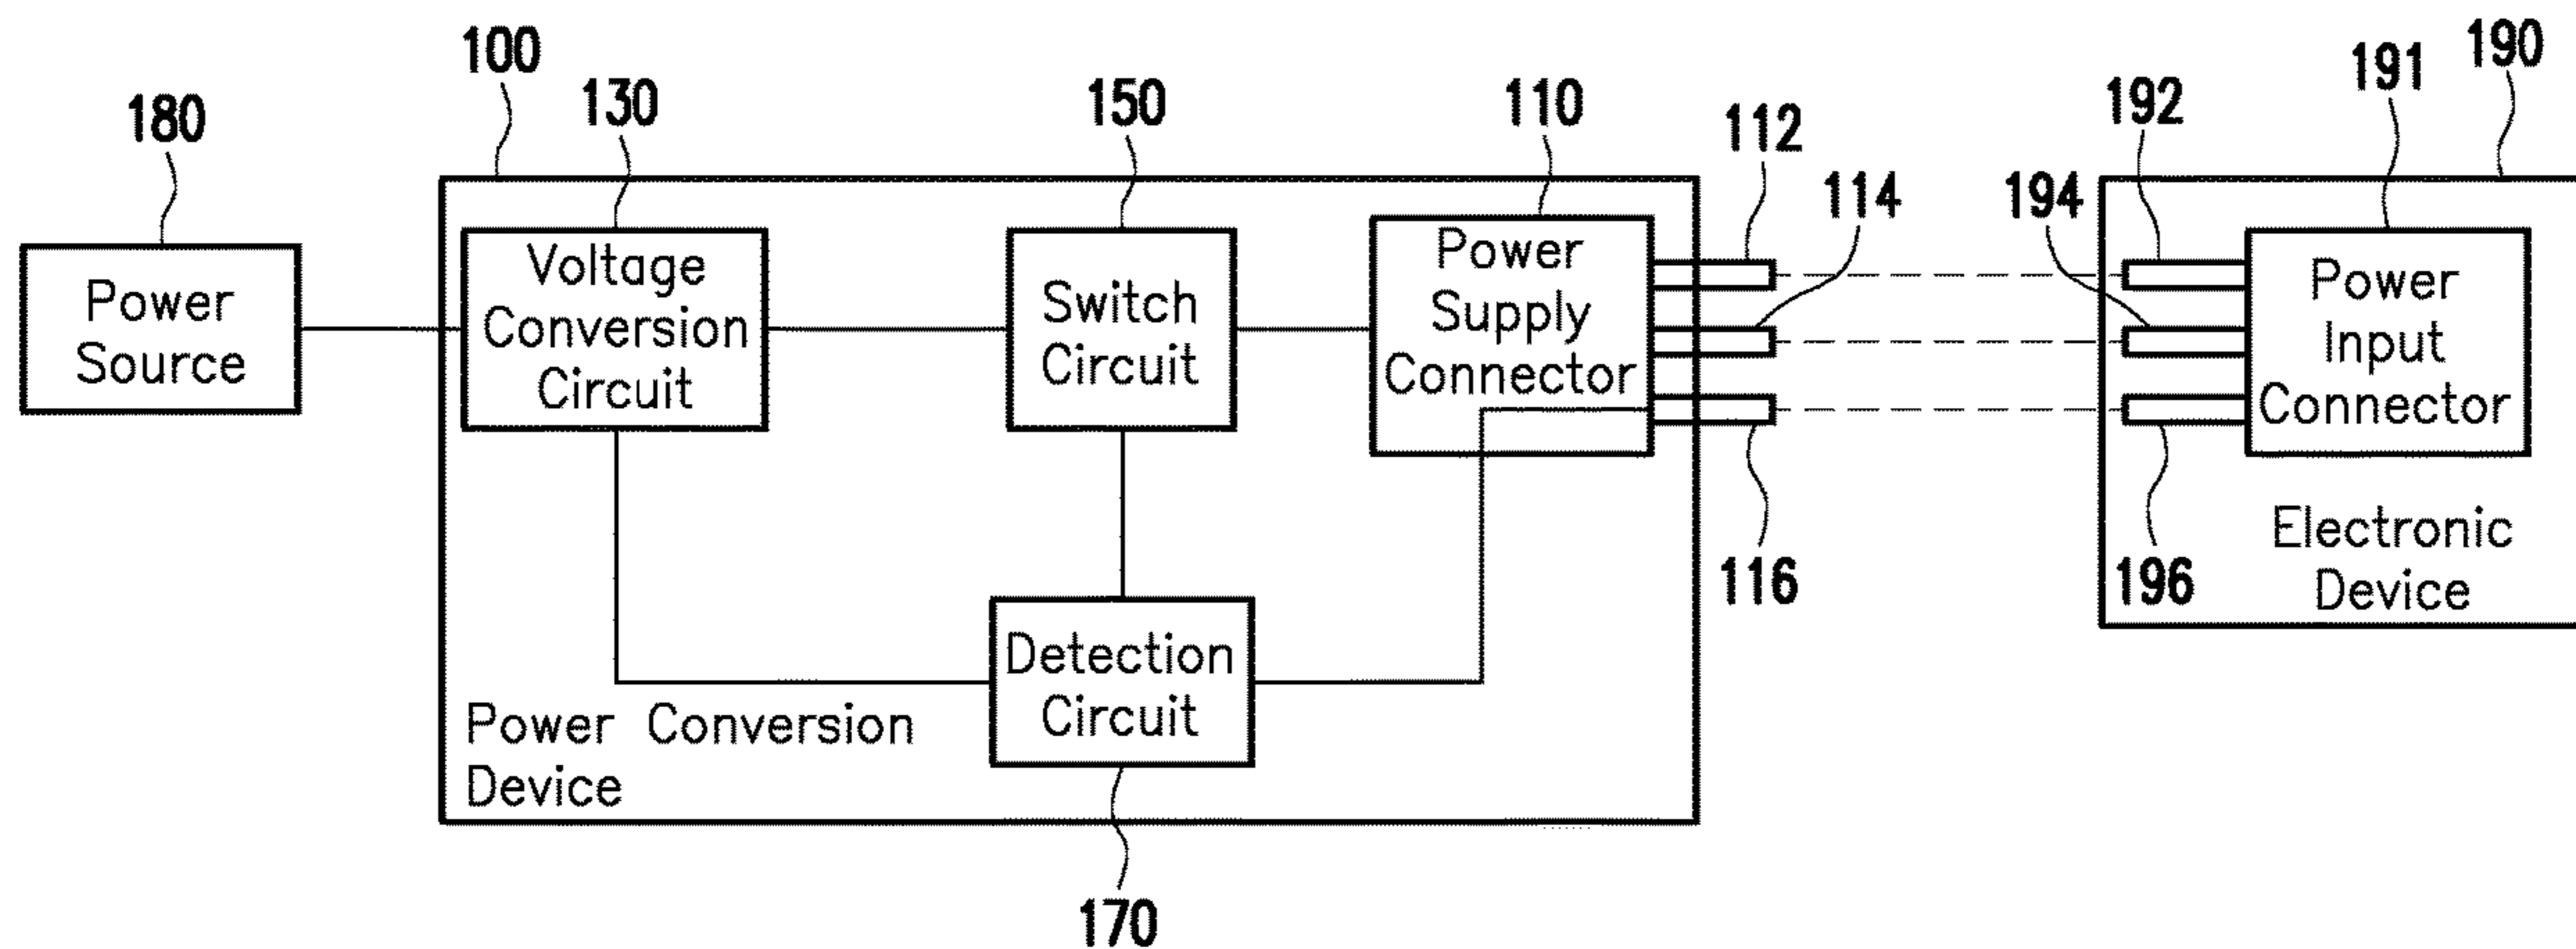 100
190
180
130
150
110
112
192
191
114
194
Power
Source
Voltage
Conversion
Circuit
Switch
Circuit
Power
Supply
Connector
Power
Input
Connector
116
196
Electronic
Device
Detection
Circuit
Power Conversion
Device
170